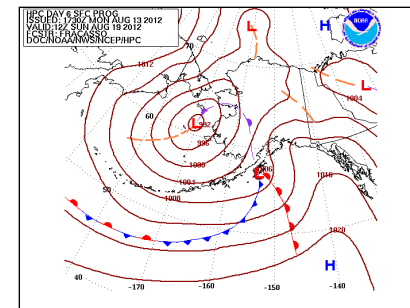 HPC DAY 6 SFC PROG
ISSUED: 1730Z MON AUG 13 2012
VALID: 12Z SUN AUG 19 2012
FCSTR: FRACASSO
DOC/NOAA/NWS/NCEP/HPC
H
NOAA
L
70
1012
L
1004
60
L
992
996
1000
1004
L
1016
50
1008
1020
H
40
-170
-160
-150
-140